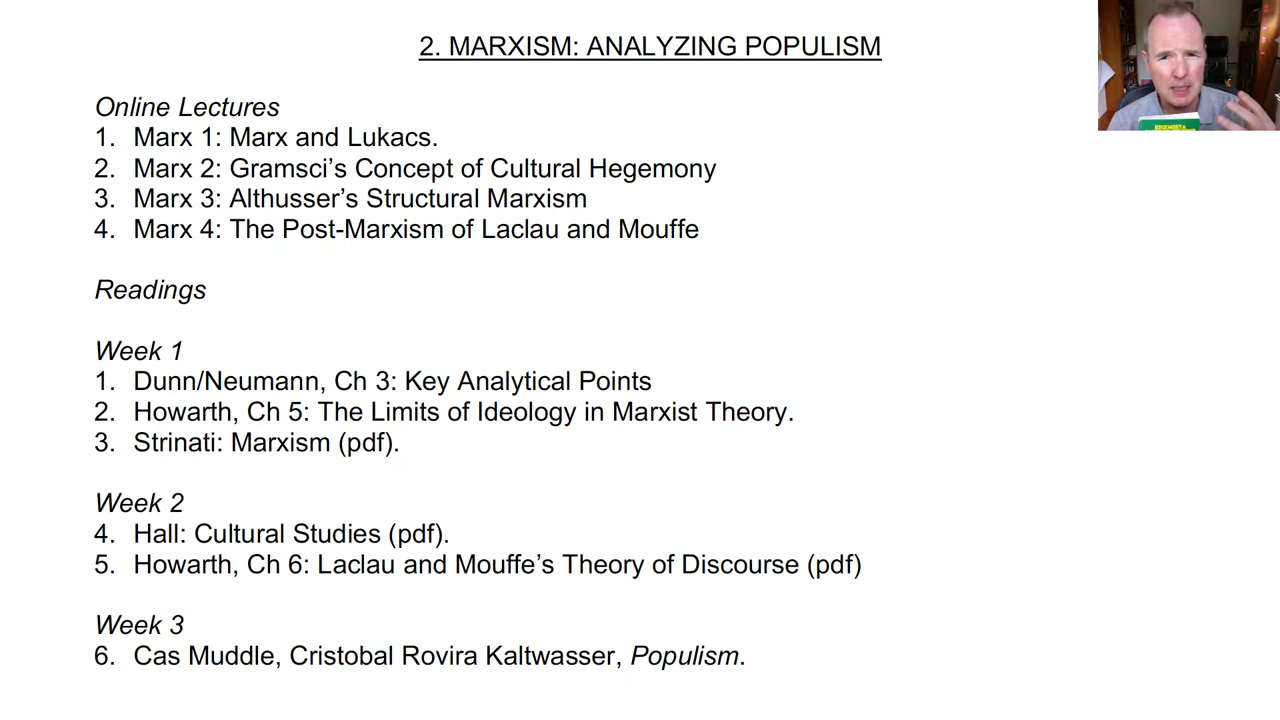 2. MARXISM: ANALYZING POPULISM
Online Lectures
1. Marx 1: Marx and Lukacs.
2. Marx 2: Gramsci’s Concept of Cultural Hegemony
3. Marx 3: Althusser’s Structural Marxism
4. Marx 4: The Post-Marxism of Laclau and Mouffe
Readings
Week 1
1. Dunn/Neumann, Ch 3: Key Analytical Points
2. Howarth, Ch 5: The Limits of Ideology in Marxist Theory.
3. Strinati: Marxism (pdf).
Week 2
4. Hall: Cultural Studies (pdf).
5. Howarth, Ch 6: Laclau and Mouffe’s Theory of Discourse (pdf)
Week 3
6. Cas Muddle, Cristobal Rovira Kaltwasser, Populism.